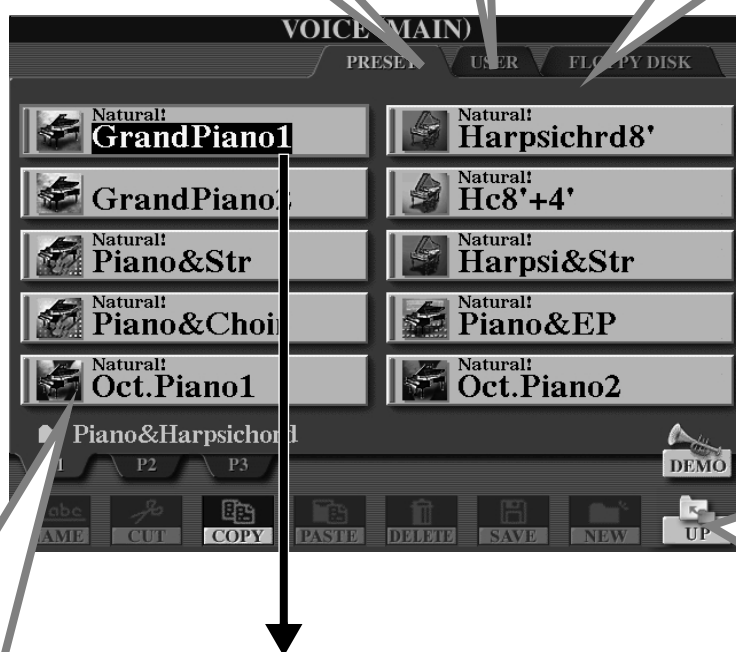 VOICE (MAIN)
PRESET USER FLOPPY DISK
Natural!
GrandPiano1
Natural!
Harpsichrd8'
GrandPiano2
Natural!
Hc8'+4'
Natural!
Piano&Str
Natural!
Harpsi&Str
Natural!
Piano&Choir
Natural!
Piano&EP
Natural!
Oct.Piano1
Natural!
Oct.Piano2
Piano&Harpsichord
P2 P3
DEMO
abc
CUT COPY PASTE DELETE SAVE NEW UP